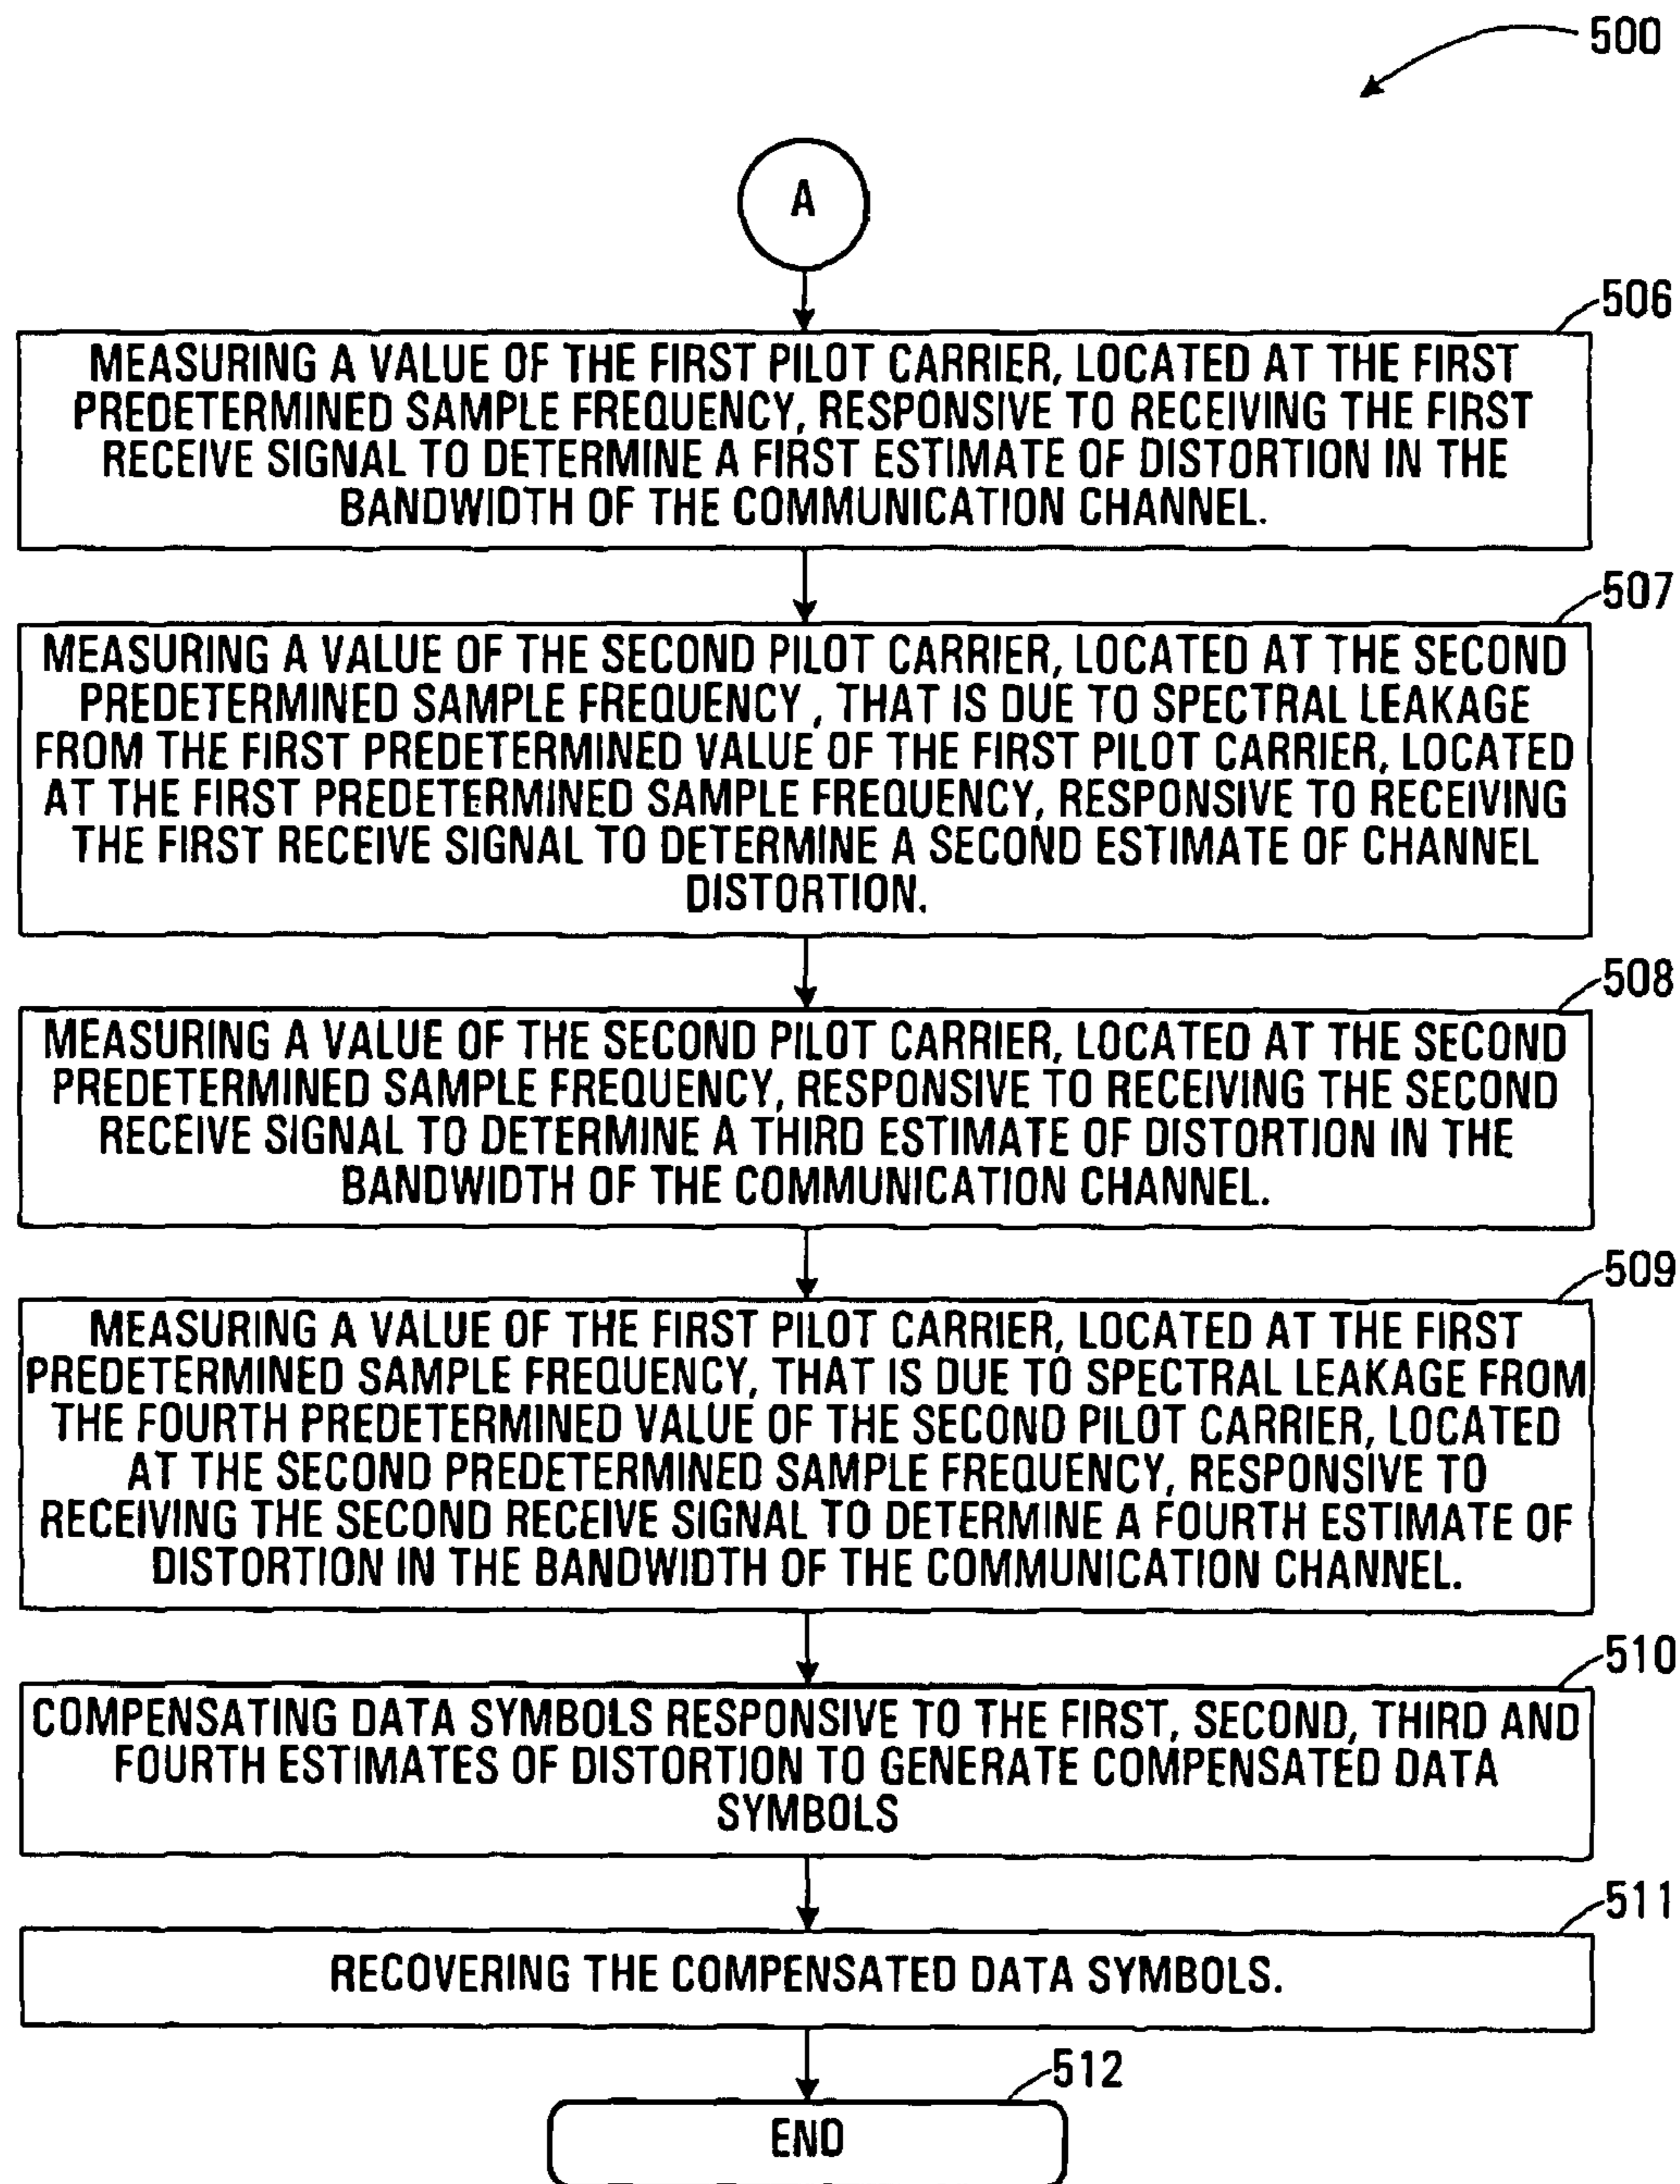 500
A
506
MEASURING A VALUE OF THE FIRST PILOT CARRIER, LOCATED AT THE FIRST
PREDETERMINED SAMPLE FREQUENCY, RESPONSIVE TO RECEIVING THE FIRST
RECEIVE SIGNAL TO DETERMINE A FIRST ESTIMATE OF DISTORTION IN THE
BANDWIDTH OF THE COMMUNICATION CHANNEL.
507
MEASURING A VALUE OF THE SECOND PILOT CARRIER, LOCATED AT THE SECOND
PREDETERMINED SAMPLE FREQUENCY, THAT IS DUE TO SPECTRAL LEAKAGE
FROM THE FIRST PREDETERMINED VALUE OF THE FIRST PILOT CARRIER, LOCATED
AT THE FIRST PREDETERMINED SAMPLE FREQUENCY, RESPONSIVE TO RECEIVING
THE FIRST RECEIVE SIGNAL TO DETERMINE A SECOND ESTIMATE OF CHANNEL
DISTORTION.
508
MEASURING A VALUE OF THE SECOND PILOT CARRIER, LOCATED AT THE SECOND
PREDETERMINED SAMPLE FREQUENCY, RESPONSIVE TO RECEIVING THE SECOND
RECEIVE SIGNAL TO DETERMINE A THIRD ESTIMATE OF DISTORTION IN THE
BANDWIDTH OF THE COMMUNICATION CHANNEL.
509
MEASURING A VALUE OF THE FIRST PILOT CARRIER, LOCATED AT THE FIRST
PREDETERMINED SAMPLE FREQUENCY, THAT IS DUE TO SPECTRAL LEAKAGE FROM
THE FOURTH PREDETERMINED VALUE OF THE SECOND PILOT CARRIER, LOCATED
AT THE SECOND PREDETERMINED SAMPLE FREQUENCY, RESPONSIVE TO
RECEIVING THE SECOND RECEIVE SIGNAL TO DETERMINE A FOURTH ESTIMATE OF
DISTORTION IN THE BANDWIDTH OF THE COMMUNICATION CHANNEL.
510
COMPENSATING DATA SYMBOLS RESPONSIVE TO THE FIRST, SECOND, THIRD AND
FOURTH ESTIMATES OF DISTORTION TO GENERATE COMPENSATED DATA
SYMBOLS
511
RECOVERING THE COMPENSATED DATA SYMBOLS.
512
END